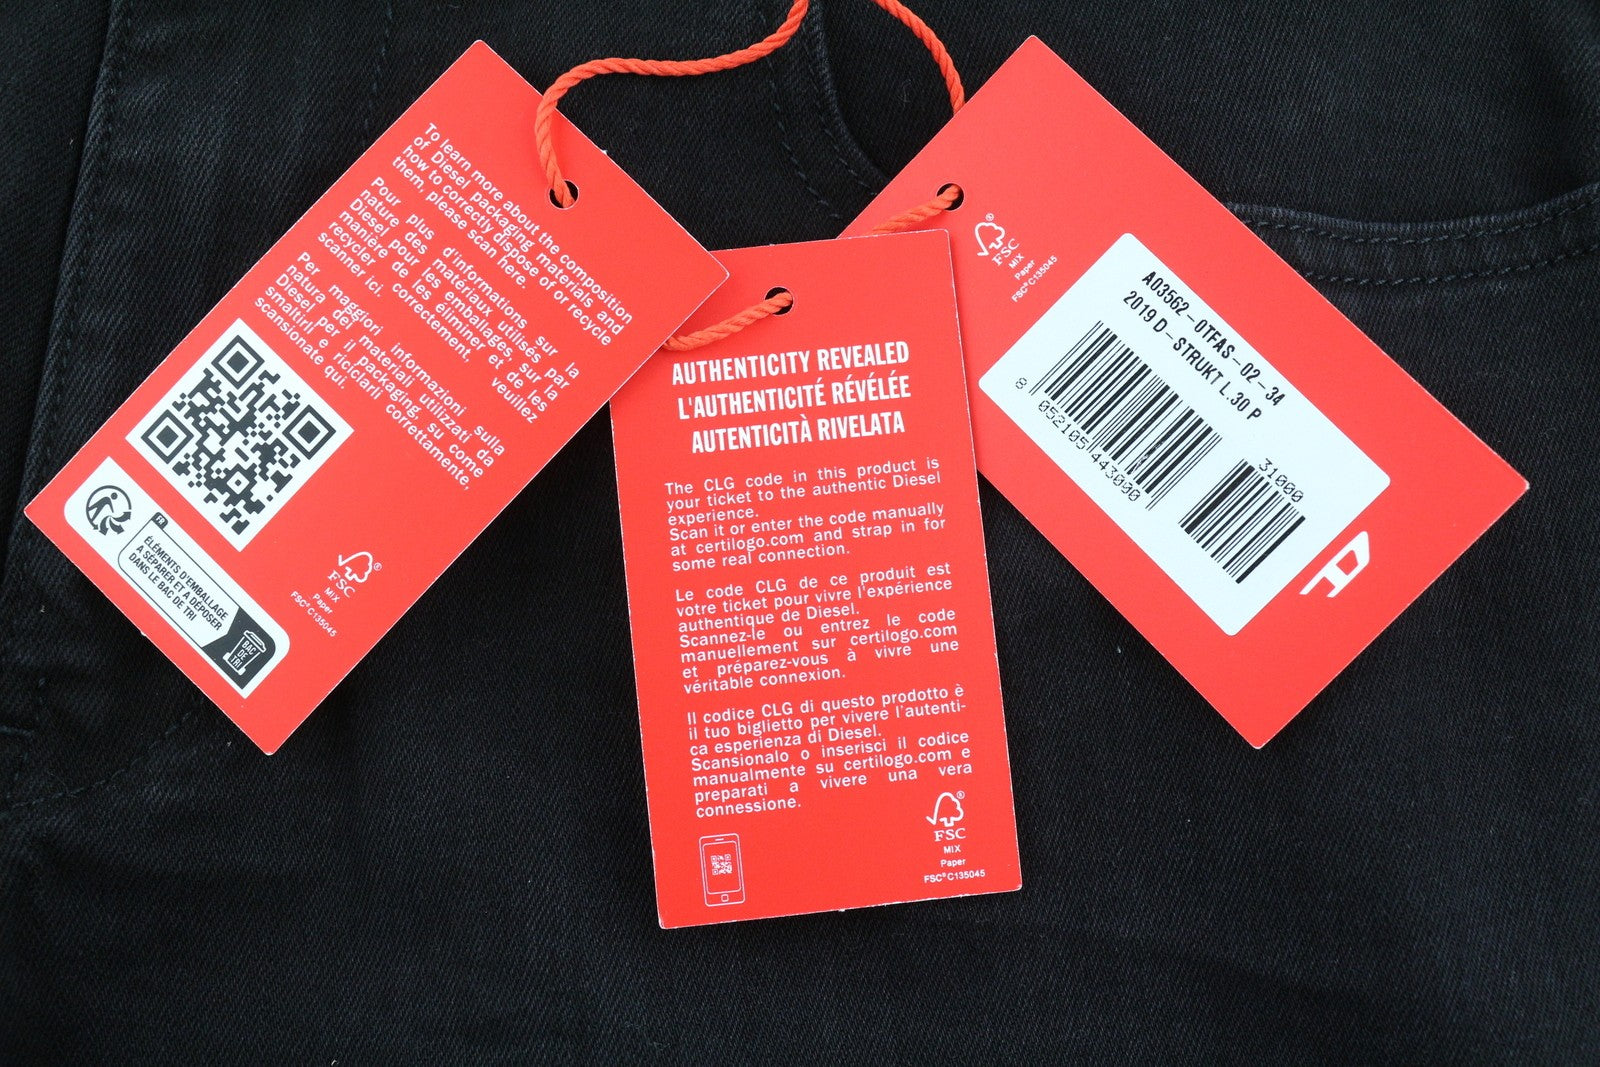 To learn more about the composition
of Diesel packaging materials and
how to correctly dispose of or recycle
them, please scan here.
Pour plus d'informations sur la
nature des matériaux utilisés par
Diesel pour les emballages, sur la
manière de les éliminer et de les
recycler correctement, veuillez
scanner ici.
Per maggiori informazioni sulla
natura dei materiali utilizzati da
Diesel per il packaging, su come
smaltirli e riciclarli correttamente,
scansionate qui.
FR
ÉLÉMENTS D'EMBALLAGE
A SÉPARER ET A DÉPOSER
DANS LE BAC DE TRI
BAC
DE
TRI
FSC®
MIX
Paper
FSC® C135045
AUTHENTICITY REVEALED
L'AUTHENTICITÉ RÉVÉLÉE
AUTENTICITÀ RIVELATA
The CLG code in this product is
your ticket to the authentic Diesel
experience.
Scan it or enter the code manually
at certilogo.com and strap in for
some real connection.
Le code CLG de ce produit est
votre ticket pour vivre l'expérience
authentique de Diesel.
Scannez-le ou entrez le code
manuellement sur certilogo.com
et préparez-vous à vivre une
véritable connexion.
Il codice CLG di questo prodotto è
il tuo biglietto per vivere l'autenti-
ca esperienza di Diesel.
Scansionalo o inserisci il codice
manualmente su certilogo.com e
preparati a vivere una vera
connessione.
FSC®
MIX
Paper
FSC® C135045
FSC®
MIX
Paper
FSC® C135045
A03562-0TFAS-02-34
2019 D-STRUKT L.30 P
8 052105 443000
31000
D